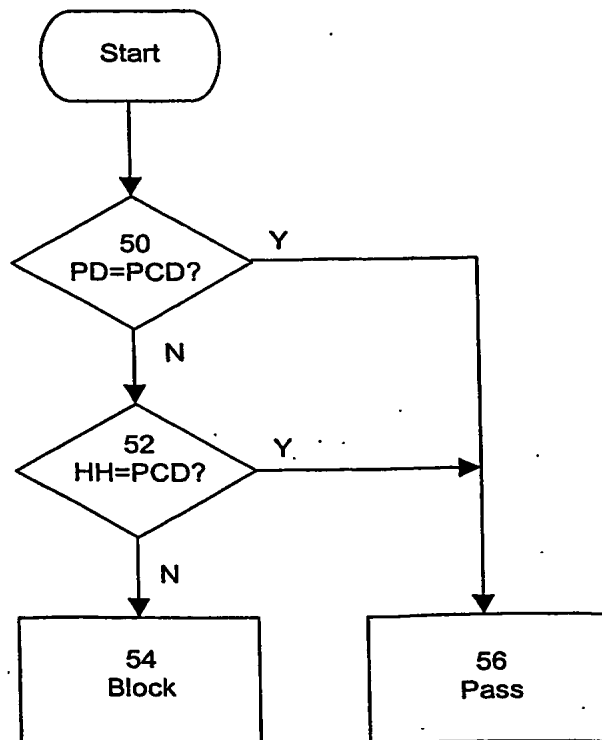 Start
50
PD=PCD?
Y
N
52
HH=PCD?
Y
N
54
Block
56
Pass